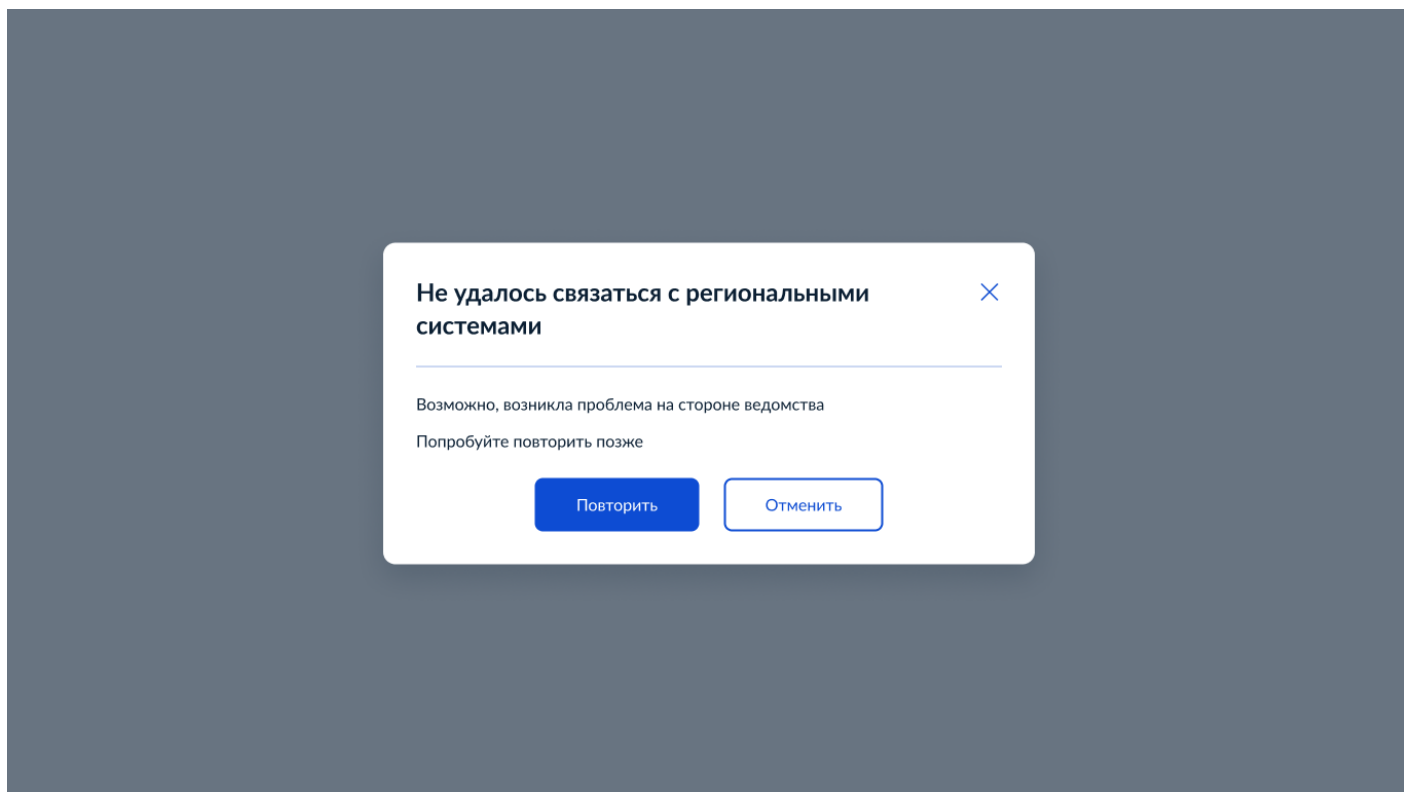 Не удалось связаться с региональными
системами
Возможно, возникла проблема на стороне ведомства
Попробуйте повторить позже
Повторить
Отменить